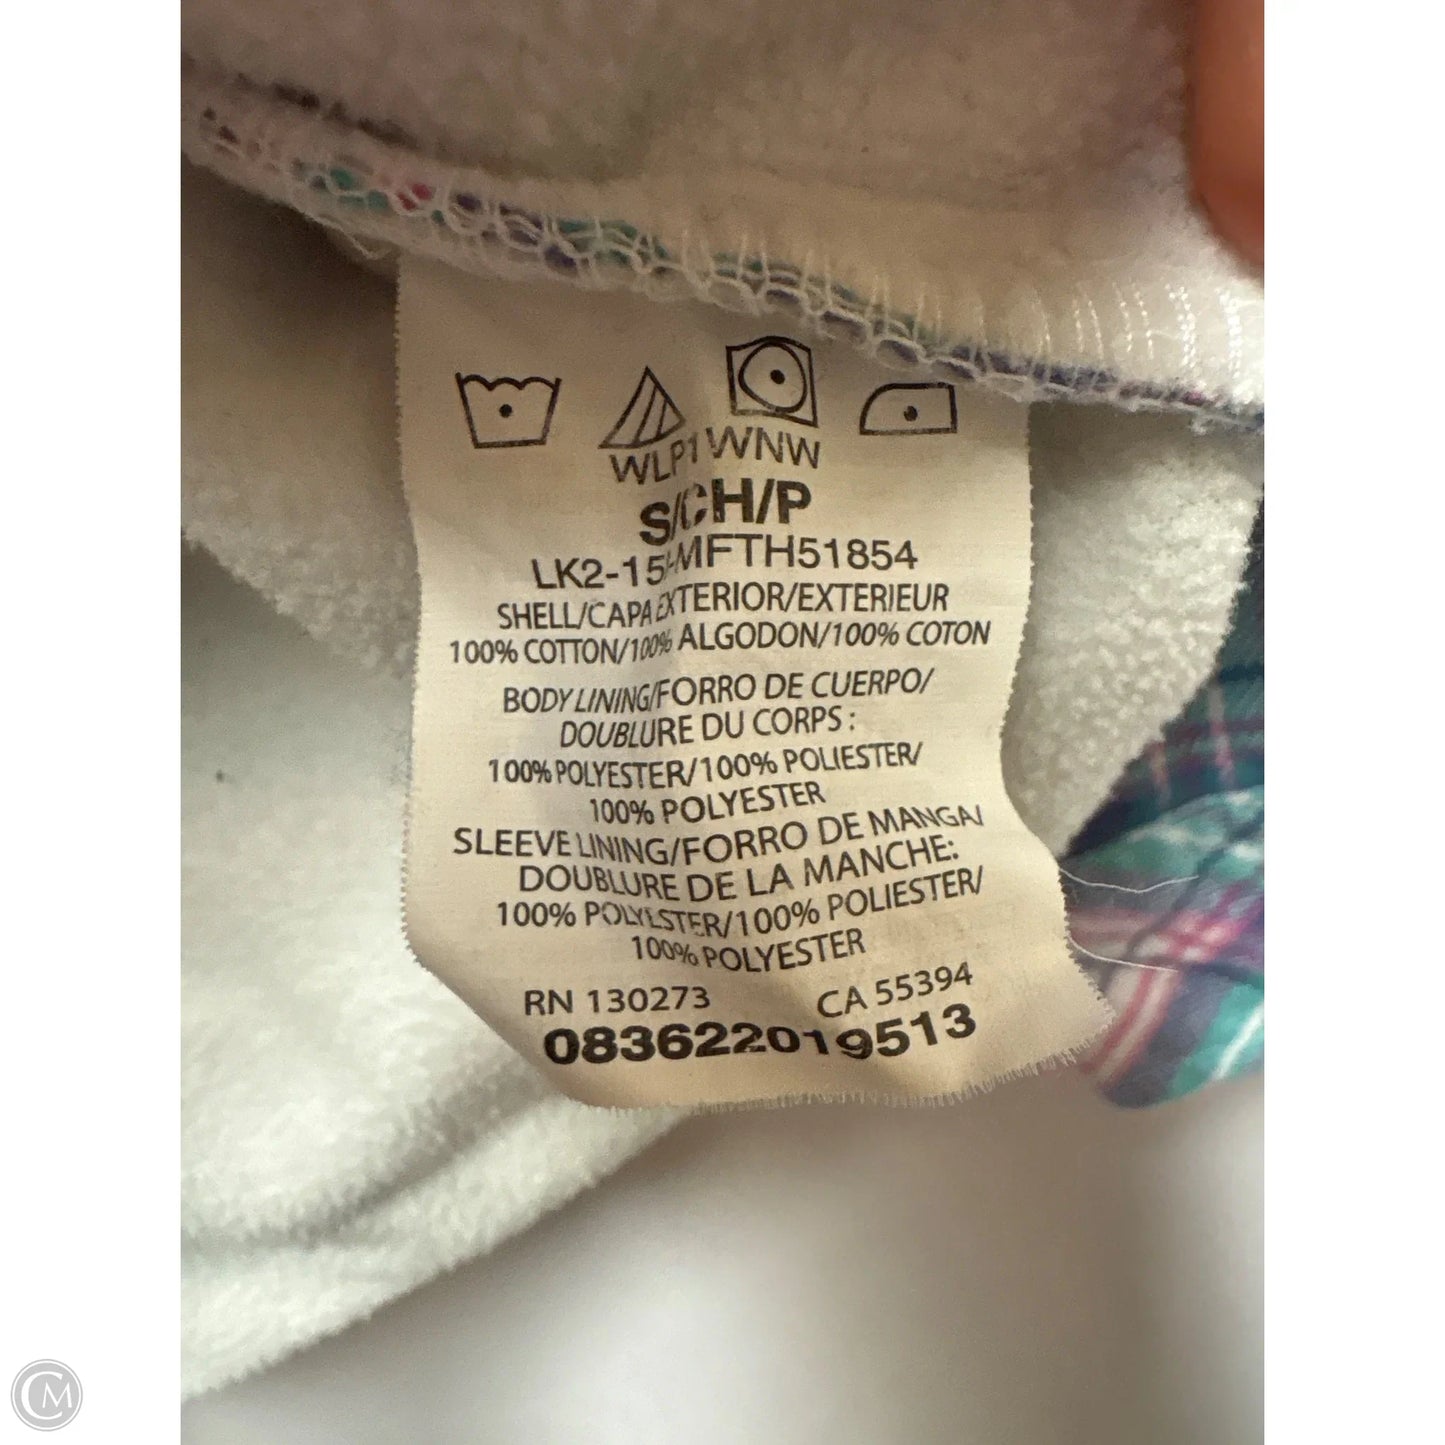 WLP1WNW
S/CH/P
LK2-15 MFTH51854
SHELL/CAPA EXTERIOR/EXTERIEUR
100% COTTON/100% ALGODON/100% COTON
BODY LINING/FORRO DE CUERPO/
DOUBLURE DU CORPS :
100% POLYESTER/100% POLIESTER/
100% POLYESTER
SLEEVE LINING/FORRO DE MANGA/
DOUBLURE DE LA MANCHE:
100% POLYESTER/100% POLIESTER/
100% POLYESTER
RN 130273 CA 55394
083622019513
CM